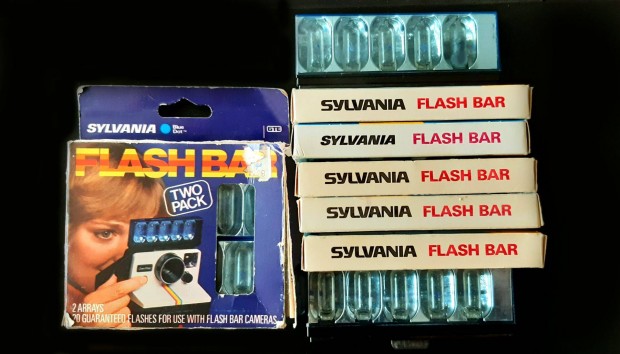 SYLVANIA Blue Dot™ GTE
FLASH BAR
TWO
PACK
2 ARRAYS
20 GUARANTEED FLASHES FOR USE WITH FLASH BAR CAMERAS
SYLVANIA FLASH BAR
SYLVANIA FLASH BAR
SYLVANIA FLASH BAR
SYLVANIA FLASH BAR
SYLVANIA FLASH BAR